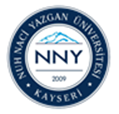 NUH NACİ YAZGAN ÜNİVERSİTESİ
NNY
2009
• KAYSERİ •